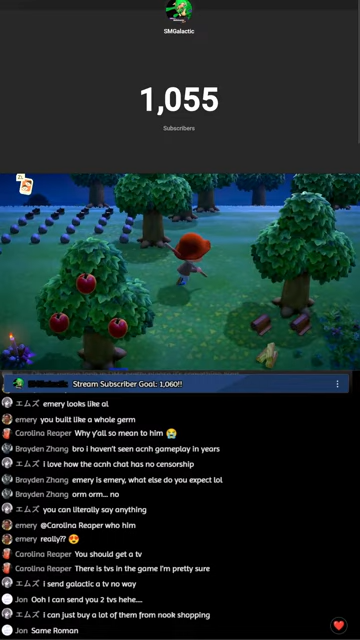 SMGalactic
1,055
Subscribers
SMGalactic Stream Subscriber Goal: 1,060!!
エムズ emery looks like al
emery you built like a whole germ
Carolina Reaper Why y'all so mean to him 😭
Brayden Zhang bro i haven't seen acnh gameplay in years
エムズ i love how the acnh chat has no censorship
Brayden Zhang emery is emery, what else do you expect lol
Brayden Zhang orm orm... no
エムズ you can literally say anything
emery @Carolina Reaper who him
emery really?? 😍
Carolina Reaper You should get a tv
Carolina Reaper There is tvs in the game I'm pretty sure
エムズ i send galactic a tv no way
Jon Ooh I can send you 2 tvs hehe....
エムズ i can just buy a lot of them from nook shopping
Jon Same Roman